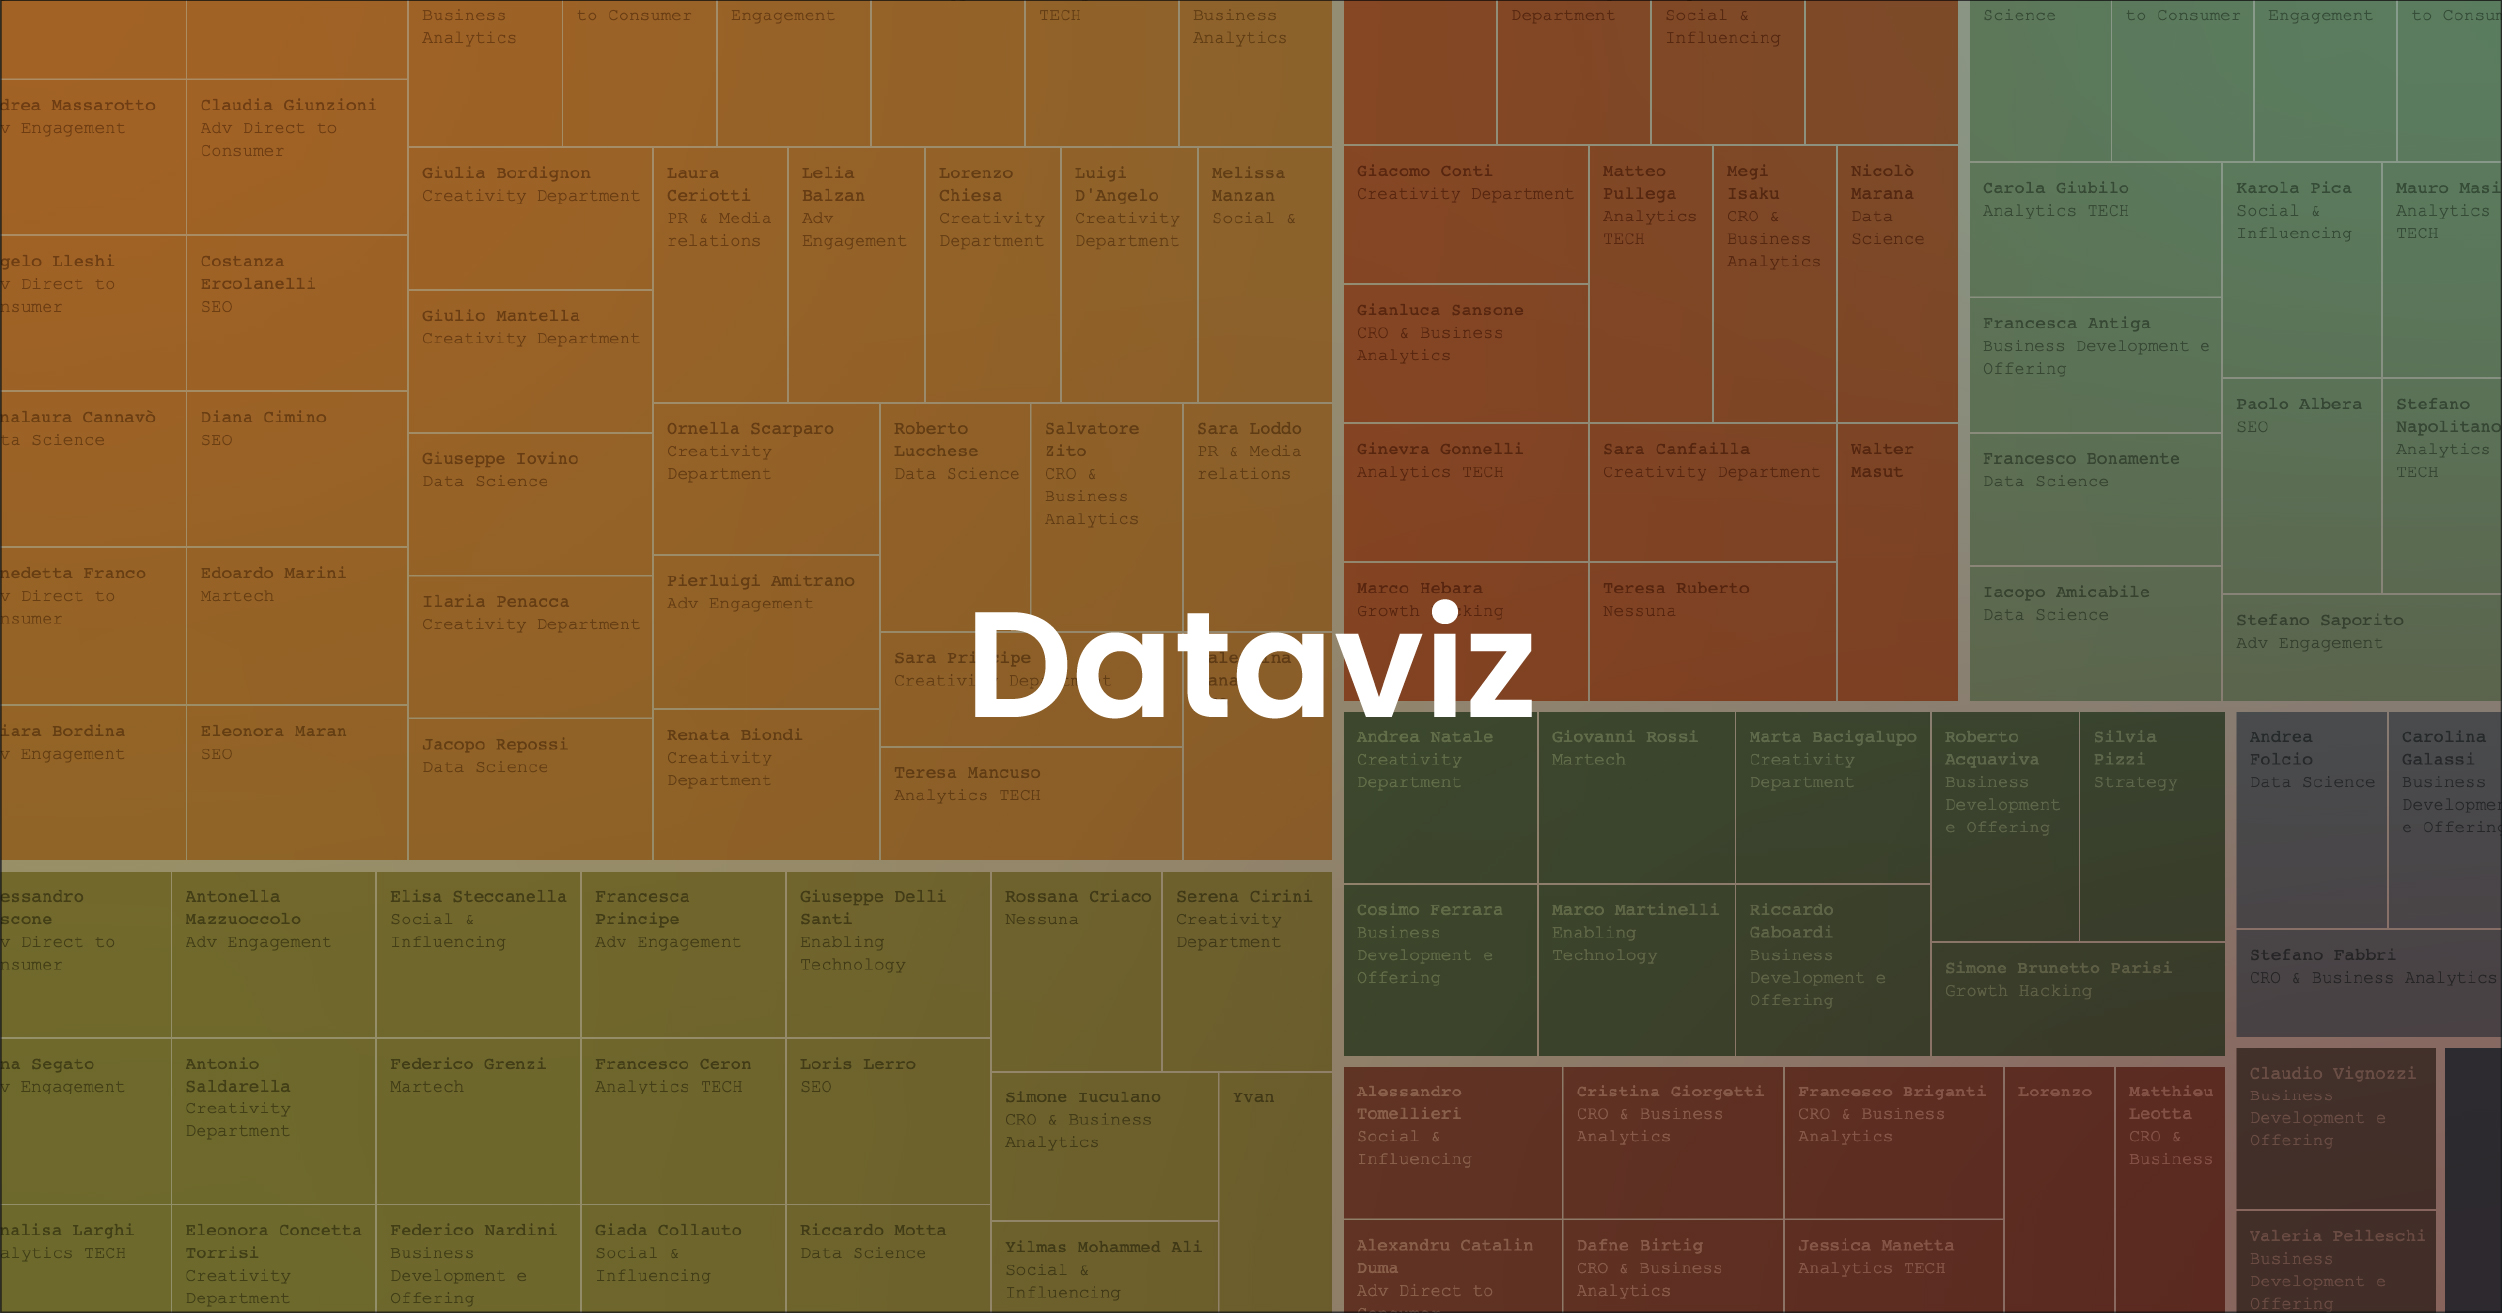 Business
Analytics
to Consumer
Engagement
TECH
Business
Analytics
drea Massarotto
v Engagement
Claudia Giunzioni
Adv Direct to
Consumer
gelo Lleshi
v Direct to
nsumer
Costanza
Ercolanelli
SEO
nalaura Cannavò
ta Science
Diana Cimino
SEO
nedetta Franco
v Direct to
nsumer
Edoardo Marini
Martech
iara Bordina
v Engagement
Eleonora Maran
SEO
Giulia Bordignon
Creativity Department
Giulio Mantella
Creativity Department
Giuseppe Iovino
Data Science
Ilaria Penacca
Creativity Department
Jacopo Repossi
Data Science
Laura
Ceriotti
PR & Media
relations
Lelia
Balzan
Adv
Engagement
Lorenzo
Chiesa
Creativity
Department
Luigi
D'Angelo
Creativity
Department
Melissa
Manzan
Social &
Ornella Scarparo
Creativity
Department
Pierluigi Amitrano
Adv Engagement
Renata Biondi
Creativity
Department
Roberto
Lucchese
Data Science
Salvatore
Zito
CRO &
Business
Analytics
Sara Loddo
PR & Media
relations
Sara Principe
Creativity Department
Teresa Mancuso
Analytics TECH
Dataviz
Department
Social &
Influencing
Giacomo Conti
Creativity Department
Gianluca Sansone
CRO & Business
Analytics
Ginevra Gonnelli
Analytics TECH
Marco Hebara
Growth Hacking
Matteo
Pullega
Analytics
TECH
Megi
Isaku
CRO &
Business
Analytics
Nicolò
Marana
Data
Science
Sara Canfailla
Creativity Department
Teresa Ruberto
Nessuna
Walter
Masut
Science
to Consumer
Engagement
to Consum
Carola Giubilo
Analytics TECH
Francesca Antiga
Business Development e
Offering
Francesco Bonamente
Data Science
Iacopo Amicabile
Data Science
Karola Pica
Social &
Influencing
Mauro Masi
Analytics
TECH
Paolo Albera
SEO
Stefano
Napolitano
Analytics
TECH
Stefano Saporito
Adv Engagement
essandro
scone
v Direct to
nsumer
Antonella
Mazzuoccolo
Adv Engagement
Elisa Steccanella
Social &
Influencing
Francesca
Principe
Adv Engagement
Giuseppe Delli
Santi
Enabling
Technology
Rossana Criaco
Nessuna
Serena Cirini
Creativity
Department
na Segato
v Engagement
Antonio
Saldarella
Creativity
Department
Federico Grenzi
Martech
Francesco Ceron
Analytics TECH
Loris Lerro
SEO
Simone Iuculano
CRO & Business
Analytics
Yvan
nalisa Larghi
alytics TECH
Eleonora Concetta
Torrisi
Creativity
Department
Federico Nardini
Business
Development e
Offering
Giada Collauto
Social &
Influencing
Riccardo Motta
Data Science
Yilmas Mohammed Ali
Social &
Influencing
Andrea Natale
Creativity
Department
Giovanni Rossi
Martech
Marta Bacigalupo
Creativity
Department
Roberto
Acquaviva
Business
Development
e Offering
Silvia
Pizzi
Strategy
Cosimo Ferrara
Business
Development e
Offering
Marco Martinelli
Enabling
Technology
Riccardo
Gaboardi
Business
Development e
Offering
Simone Brunetto Parisi
Growth Hacking
Andrea
Folcio
Data Science
Carolina
Galassi
Business
Developme
e Offering
Stefano Fabbri
CRO & Business Analytics
Alessandro
Tomellieri
Social &
Influencing
Cristina Giorgetti
CRO & Business
Analytics
Francesco Briganti
CRO & Business
Analytics
Lorenzo
Matthieu
Leotta
CRO &
Business
Alexandru Catalin
Duma
Adv Direct to
Dafne Birtig
CRO & Business
Analytics
Jessica Manetta
Analytics TECH
Claudio Vignozzi
Business
Development e
Offering
Valeria Pelleschi
Business
Development e
Offering